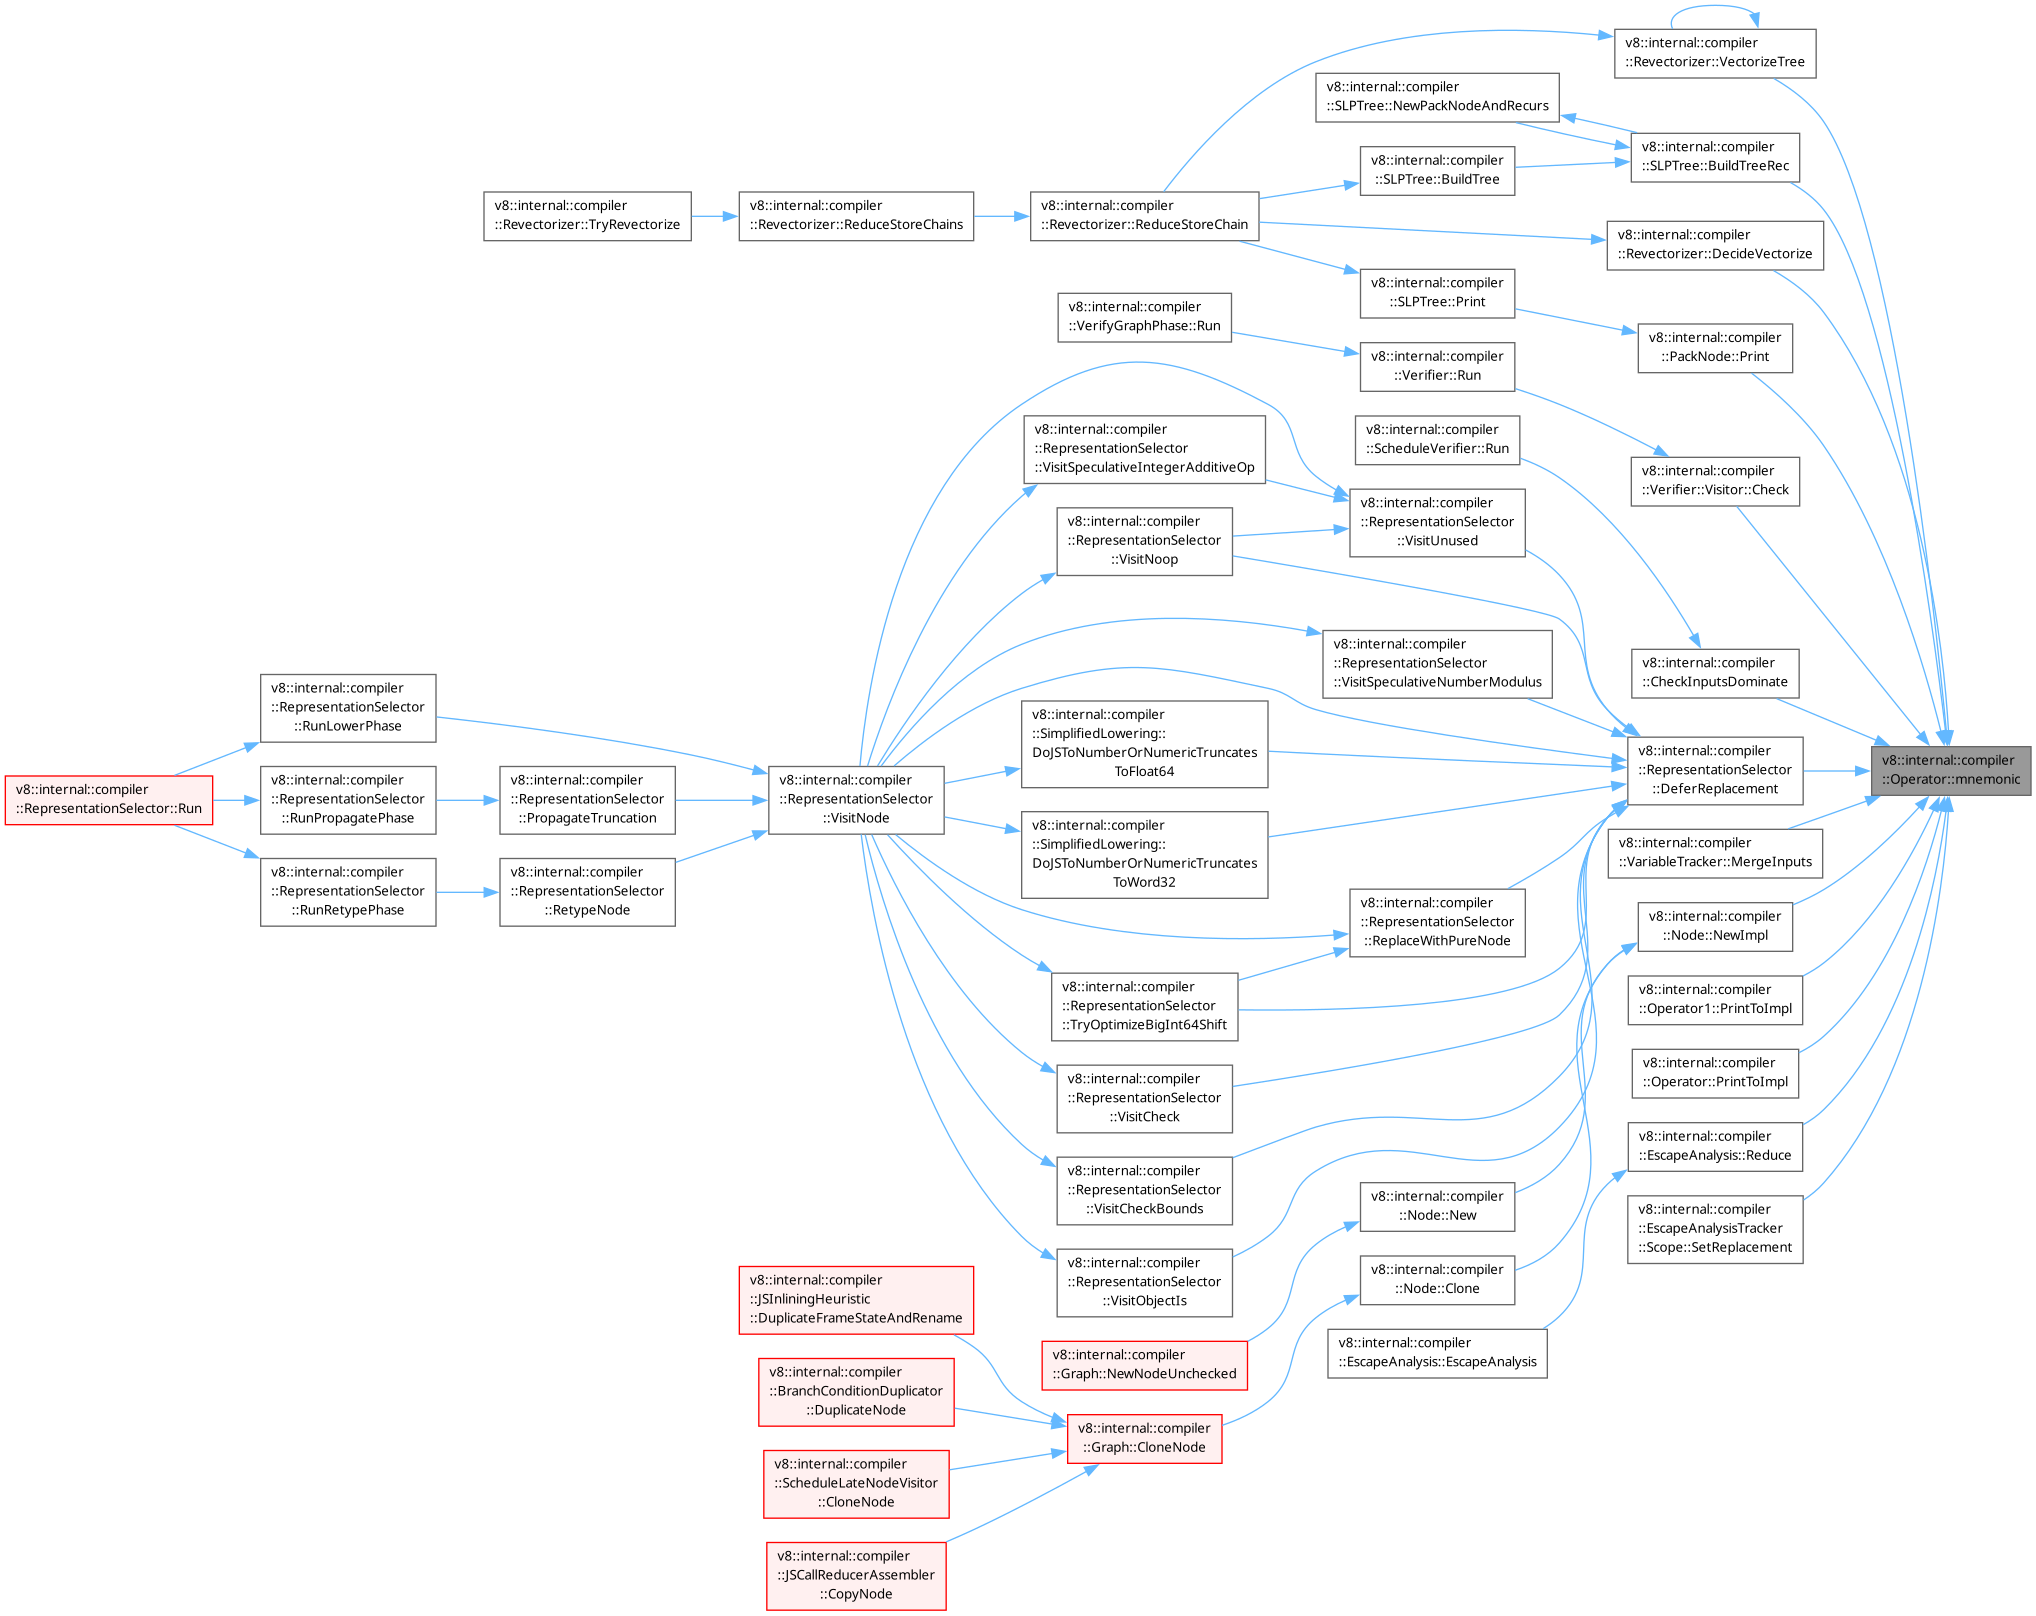 v8::internal::compiler
::Revectorizer::VectorizeTree
v8::internal::compiler
::SLPTree::NewPackNodeAndRecurs
v8::internal::compiler
::SLPTree::BuildTreeRec
v8::internal::compiler
::SLPTree::BuildTree
v8::internal::compiler
::Revectorizer::TryRevectorize
v8::internal::compiler
::Revectorizer::ReduceStoreChains
v8::internal::compiler
::Revectorizer::ReduceStoreChain
v8::internal::compiler
::Revectorizer::DecideVectorize
v8::internal::compiler
::SLPTree::Print
v8::internal::compiler
::VerifyGraphPhase::Run
v8::internal::compiler
::PackNode::Print
v8::internal::compiler
::Verifier::Run
v8::internal::compiler
::RepresentationSelector
::VisitSpeculativeIntegerAdditiveOp
v8::internal::compiler
::ScheduleVerifier::Run
v8::internal::compiler
::Verifier::Visitor::Check
v8::internal::compiler
::RepresentationSelector
::VisitUnused
v8::internal::compiler
::RepresentationSelector
::VisitNoop
v8::internal::compiler
::RepresentationSelector
::VisitSpeculativeNumberModulus
v8::internal::compiler
::CheckInputsDominate
v8::internal::compiler
::RepresentationSelector
::RunLowerPhase
v8::internal::compiler
::SimplifiedLowering::
DoJSToNumberOrNumericTruncates
ToFloat64
v8::internal::compiler
::RepresentationSelector
::DeferReplacement
v8::internal::compiler
::Operator::mnemonic
v8::internal::compiler
::RepresentationSelector::Run
v8::internal::compiler
::RepresentationSelector
::RunPropagatePhase
v8::internal::compiler
::RepresentationSelector
::PropagateTruncation
v8::internal::compiler
::RepresentationSelector
::VisitNode
v8::internal::compiler
::SimplifiedLowering::
DoJSToNumberOrNumericTruncates
ToWord32
v8::internal::compiler
::VariableTracker::MergeInputs
v8::internal::compiler
::RepresentationSelector
::RunRetypePhase
v8::internal::compiler
::RepresentationSelector
::RetypeNode
v8::internal::compiler
::RepresentationSelector
::ReplaceWithPureNode
v8::internal::compiler
::Node::NewImpl
v8::internal::compiler
::RepresentationSelector
::TryOptimizeBigInt64Shift
v8::internal::compiler
::Operator1::PrintToImpl
v8::internal::compiler
::Operator::PrintToImpl
v8::internal::compiler
::RepresentationSelector
::VisitCheck
v8::internal::compiler
::EscapeAnalysis::Reduce
v8::internal::compiler
::RepresentationSelector
::VisitCheckBounds
v8::internal::compiler
::Node::New
v8::internal::compiler
::EscapeAnalysisTracker
::Scope::SetReplacement
v8::internal::compiler
::RepresentationSelector
::VisitObjectIs
v8::internal::compiler
::Node::Clone
v8::internal::compiler
::JSInliningHeuristic
::DuplicateFrameStateAndRename
v8::internal::compiler
::EscapeAnalysis::EscapeAnalysis
v8::internal::compiler
::Graph::NewNodeUnchecked
v8::internal::compiler
::BranchConditionDuplicator
::DuplicateNode
v8::internal::compiler
::Graph::CloneNode
v8::internal::compiler
::ScheduleLateNodeVisitor
::CloneNode
v8::internal::compiler
::JSCallReducerAssembler
::CopyNode